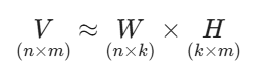 V ≈ W × H
(n×m) (n×k) (k×m)